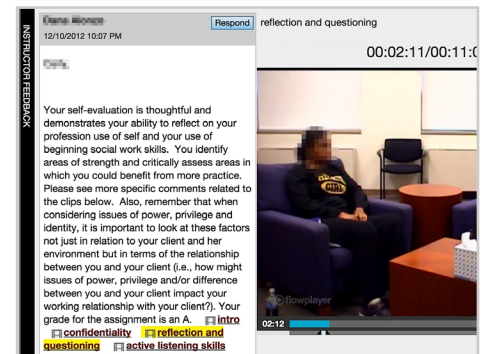 INSTRUCTOR FEEDBACK
Respond
12/10/2012 10:07 PM
Your self-evaluation is thoughtful and
demonstrates your ability to reflect on your
profession use of self and your use of
beginning social work skills.  You identify
areas of strength and critically assess areas in
which you could benefit from more practice.
Please see more specific comments related to
the clips below.  Also, remember that when
considering issues of power, privilege and
identity, it is important to look at these factors
not just in relation to your client and her
environment but in terms of the relationship
between you and your client (i.e., how might
issues of power, privilege and/or difference
between you and your client impact your
working relationship with your client?). Your
grade for the assignment is an A. intro
confidentiality reflection and
questioning active listening skills
reflection and questioning
00:02:11/00:11:0
flowplayer
02:12